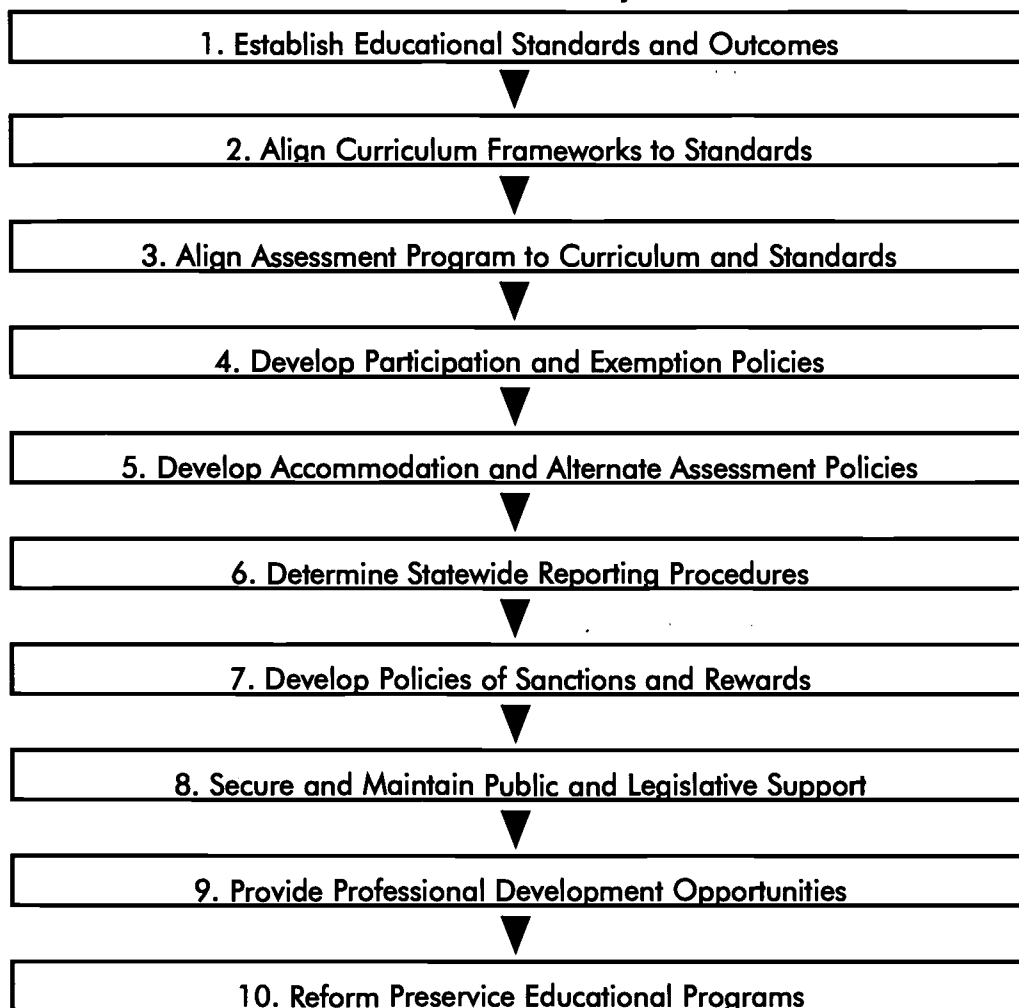 1. Establish Educational Standards and Outcomes
2. Align Curriculum Frameworks to Standards
3. Align Assessment Program to Curriculum and Standards
4. Develop Participation and Exemption Policies
5. Develop Accommodation and Alternate Assessment Policies
6. Determine Statewide Reporting Procedures
7. Develop Policies of Sanctions and Rewards
8. Secure and Maintain Public and Legislative Support
9. Provide Professional Development Opportunities
10. Reform Preservice Educational Programs